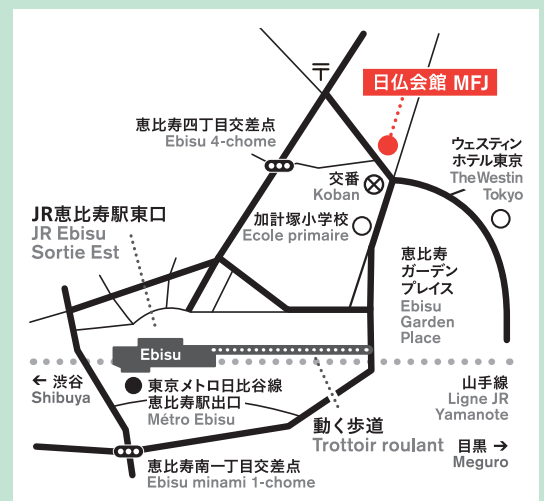 〒
日仏会館 MFJ
恵比寿四丁目交差点
Ebisu 4-chome
ウェスティン
ホテル東京
The Westin
Tokyo
交番
Koban
JR恵比寿駅東口
JR Ebisu
Sortie Est
加計塚小学校
Ecole primaire
恵比寿
ガーデン
プレイス
Ebisu
Garden
Place
Ebisu
← 渋谷
Shibuya
東京メトロ日比谷線
恵比寿駅出口
Métro Ebisu
動く歩道
Trottoir roulant
山手線
Ligne JR
Yamanote
目黒 →
Meguro
恵比寿南一丁目交差点
Ebisu minami 1-chome